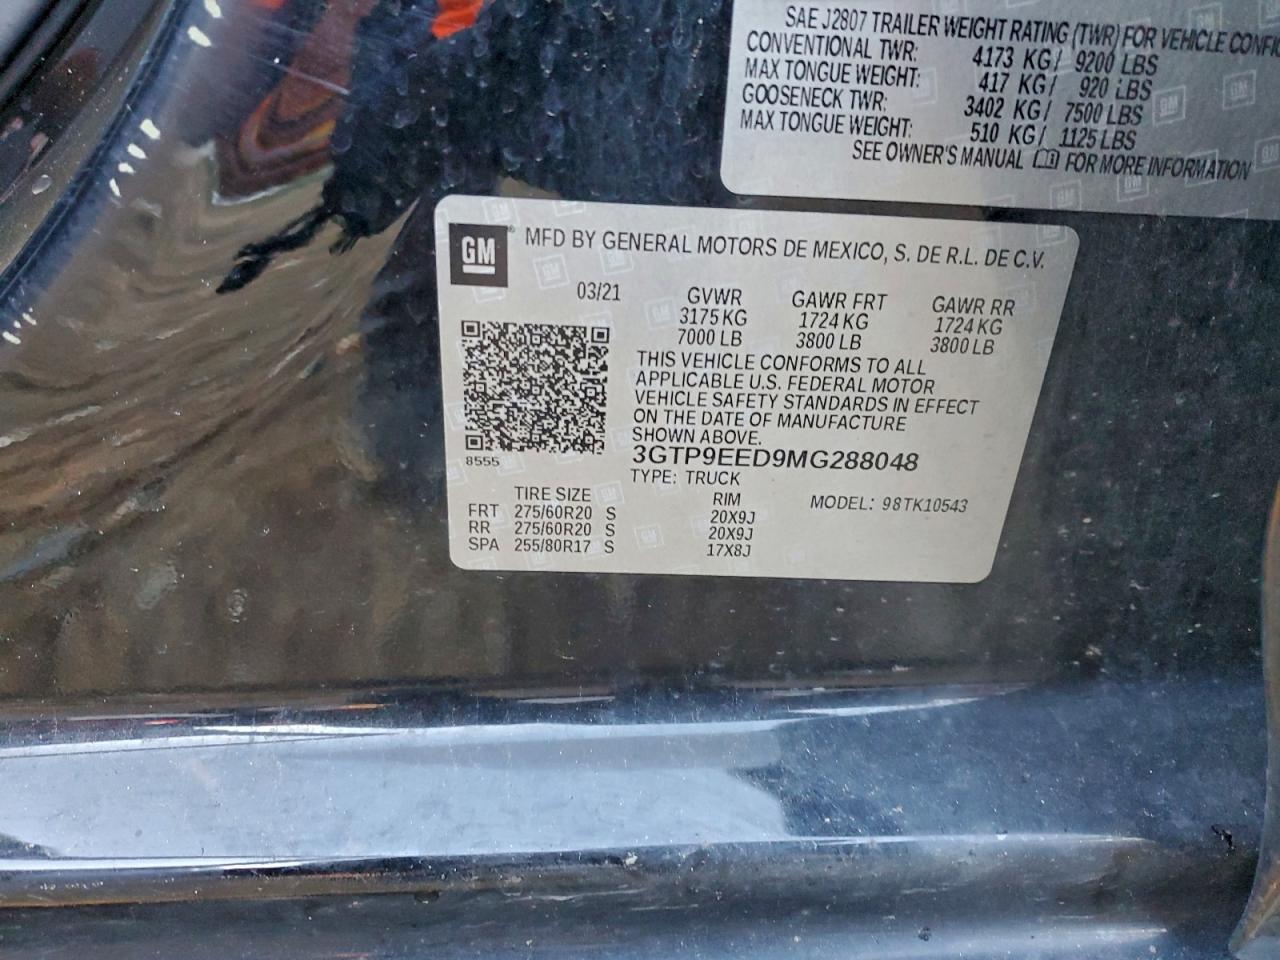 SAE J2807 TRAILER WEIGHT RATING (TWR) FOR VEHICLE
CONVENTIONAL TWR: 4173 KG/ 9200 LBS
MAX TONGUE WEIGHT: 417 KG/ 920 LBS
GOOSENECK TWR: 3402 KG/ 7500 LBS
MAX TONGUE WEIGHT: 510 KG/ 1125 LBS
SEE OWNER'S MANUAL FOR MORE INFORMATION
GM® MFD BY GENERAL MOTORS DE MEXICO, S. DE R.L. DE C.V.
03/21 GVWR GAWR FRT GAWR RR
3175 KG 1724 KG 1724 KG
7000 LB 3800 LB 3800 LB
THIS VEHICLE CONFORMS TO ALL
APPLICABLE U.S. FEDERAL MOTOR
VEHICLE SAFETY STANDARDS IN EFFECT
ON THE DATE OF MANUFACTURE
SHOWN ABOVE.
8555 3GTP9EED9MG288048
TYPE: TRUCK
TIRE SIZE RIM MODEL: 98TK10543
FRT 275/60R20 S 20X9J
RR 275/60R20 S 20X9J
SPA 255/80R17 S 17X8J